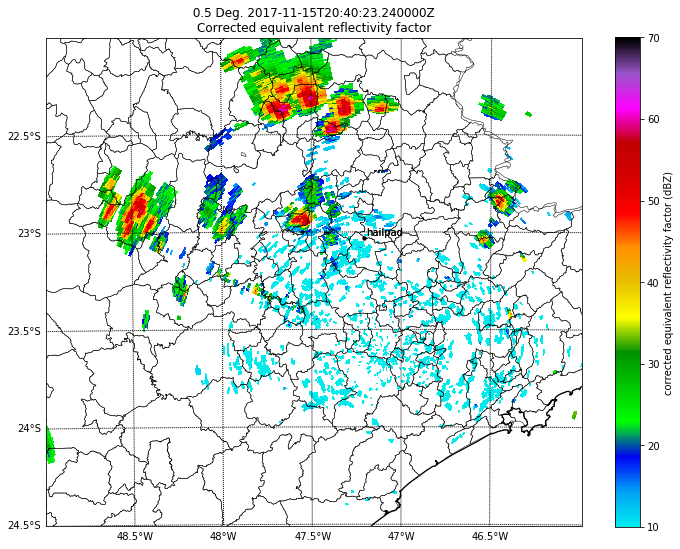 0.5 Deg. 2017-11-15T20:40:23.240000Z
Corrected equivalent reflectivity factor
70
60
50
40
30
20
10
corrected equivalent reflectivity factor (dBZ)
hailpad
22.5°S
23°S
23.5°S
24°S
24.5°S
48.5°W
48°W
47.5°W
47°W
46.5°W